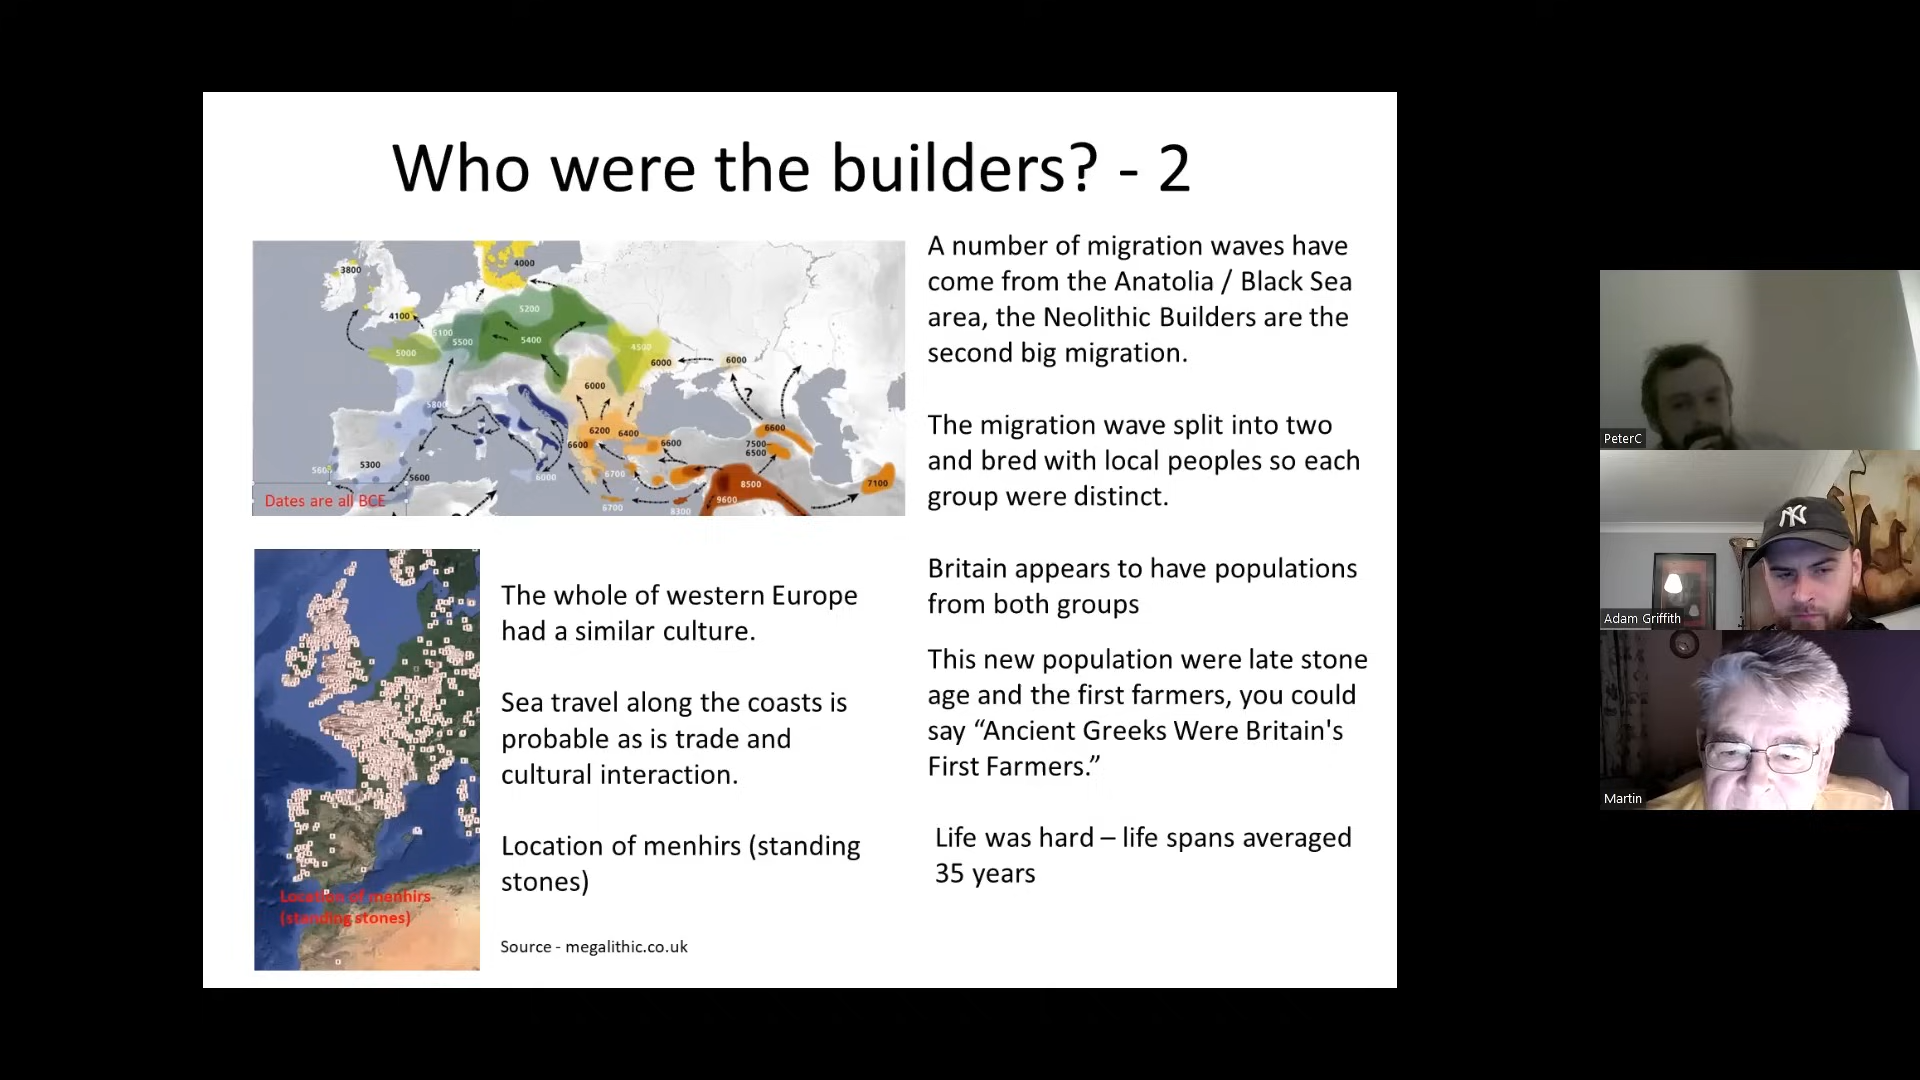 Who were the builders? - 2
3800
4000
4100
5200
5100
5500
5400
5000
4500
6000
6000
6000
5800
6200
6400
6600
6600
6600
7500
6500
5300
5600
5600
6000
6700
8500
7100
9600
6700
8300
?
Dates are all BCE
A number of migration waves have
come from the Anatolia / Black Sea
area, the Neolithic Builders are the
second big migration.
The migration wave split into two
and bred with local peoples so each
group were distinct.
Britain appears to have populations
from both groups
This new population were late stone
age and the first farmers, you could
say “Ancient Greeks Were Britain's
First Farmers.”
Life was hard – life spans averaged
35 years
The whole of western Europe
had a similar culture.
Sea travel along the coasts is
probable as is trade and
cultural interaction.
Location of menhirs (standing
stones)
Source - megalithic.co.uk
Location of menhirs
(standing stones)
PeterC
NY
Adam Griffith
Martin